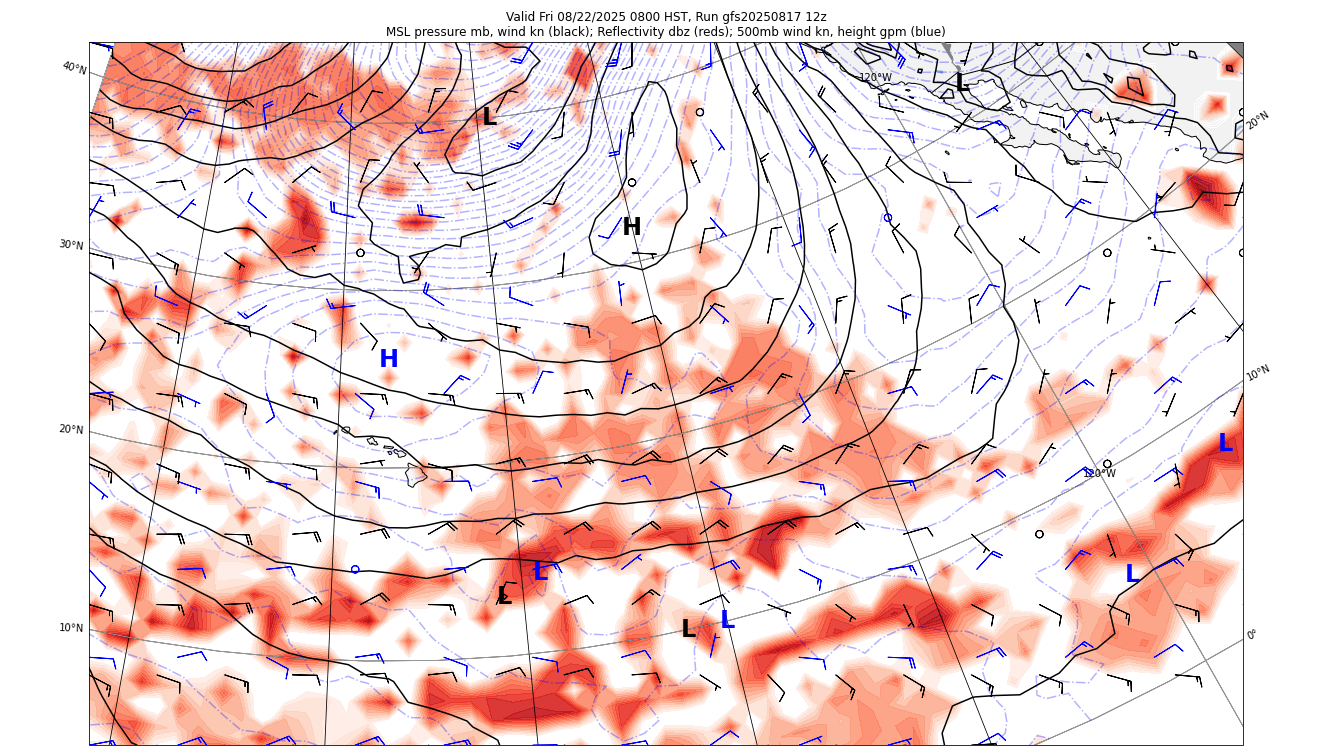 Valid Fri 08/22/2025 0800 HST, Run gfs20250817 12z
MSL pressure mb, wind kn (black); Reflectivity dbz (reds); 500mb wind kn, height gpm (blue)
40°N
120°W
L
L
20°N
30°N
H
H
10°N
20°N
L
120°W
L
L
L
10°N
L
L
0°